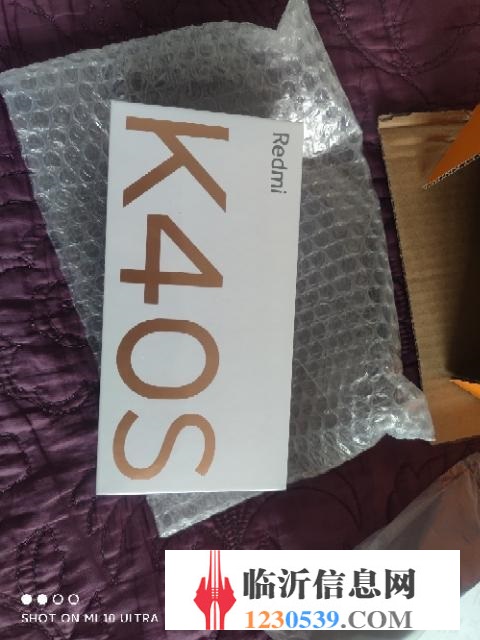 Redmi
K40S
SHOT ON MI 10 ULTRA
临沂信息网
1230539.com